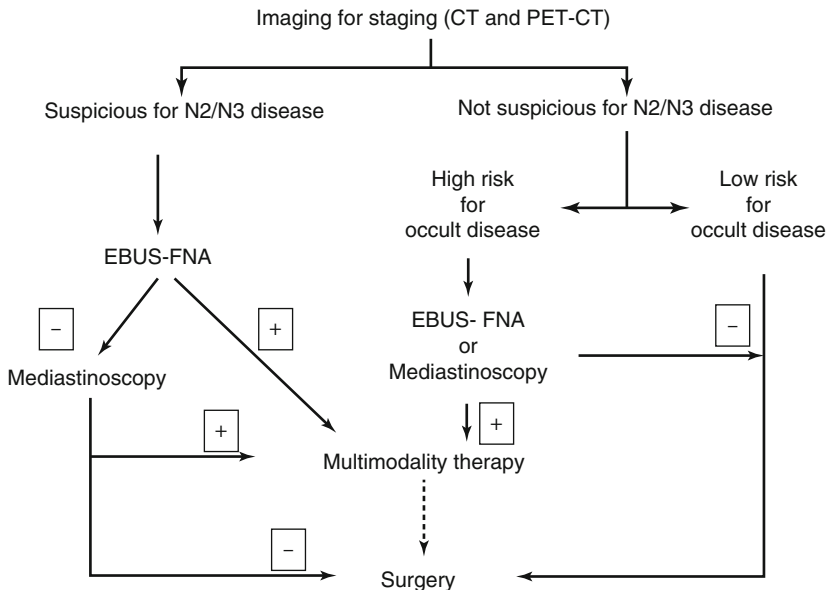 Imaging for staging (CT and PET-CT)
Suspicious for N2/N3 disease
Not suspicious for N2/N3 disease
High risk
for
occult disease
Low risk
for
occult disease
EBUS-FNA
–
+
EBUS- FNA
or
Mediastinoscopy
–
Mediastinoscopy
+
+
Multimodality therapy
–
Surgery